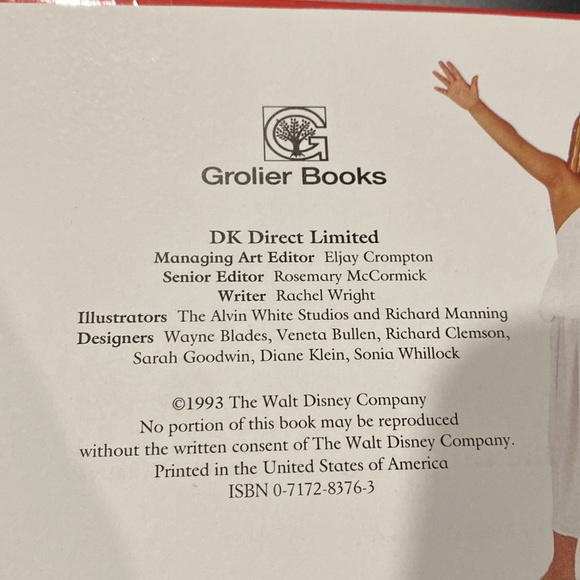 G
Grolier Books
DK Direct Limited
Managing Art Editor Eljay Crompton
Senior Editor Rosemary McCormick
Writer Rachel Wright
Illustrators The Alvin White Studios and Richard Manning
Designers Wayne Blades, Veneta Bullen, Richard Clemson,
Sarah Goodwin, Diane Klein, Sonia Whillock
©1993 The Walt Disney Company
No portion of this book may be reproduced
without the written consent of The Walt Disney Company.
Printed in the United States of America
ISBN 0-7172-8376-3